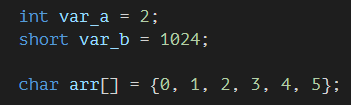 int var_a = 2;
short var_b = 1024;
char arr[] = {0, 1, 2, 3, 4, 5};